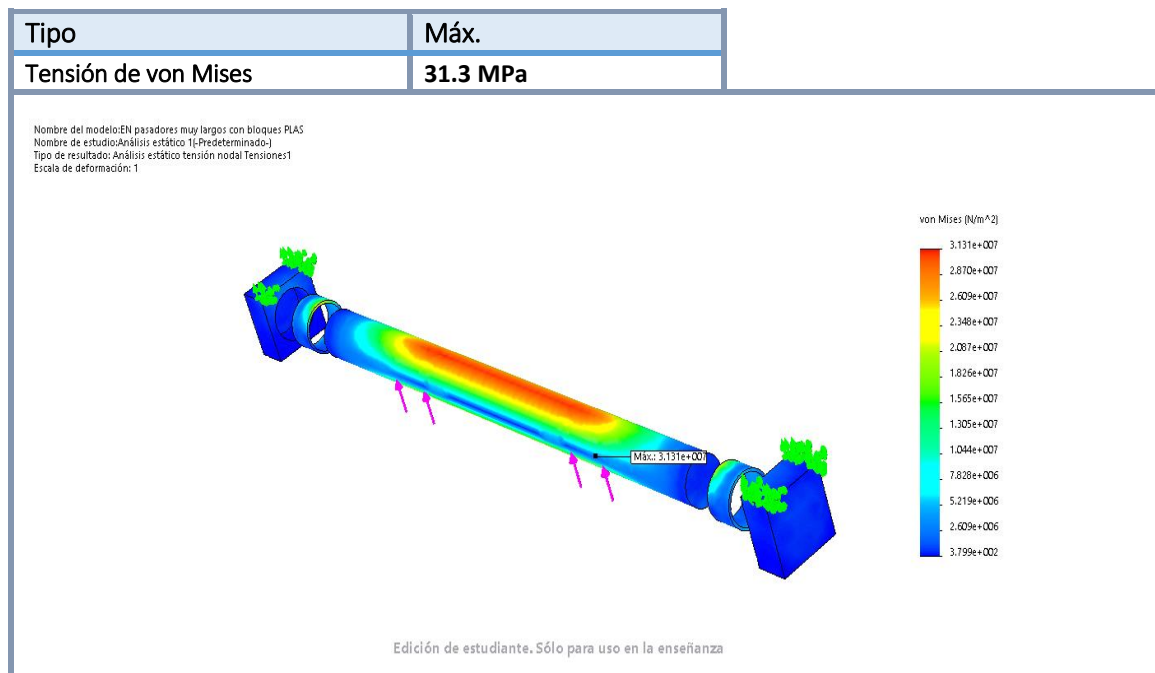 Tipo Máx.
Tensión de von Mises 31.3 MPa
Nombre del modelo:EN pasadores muy largos con bloques PLAS
Nombre de estudio:Análisis estático 1(-Predeterminado-)
Tipo de resultado: Análisis estático tensión nodal Tensiones1
Escala de deformación: 1
von Mises (N/m^2)
3.131e+007
2.870e+007
2.609e+007
2.348e+007
2.087e+007
1.826e+007
1.565e+007
1.305e+007
1.044e+007
7.828e+006
5.219e+006
2.609e+006
3.799e+002
Máx.: 3.131e+007
Edición de estudiante. Sólo para uso en la enseñanza